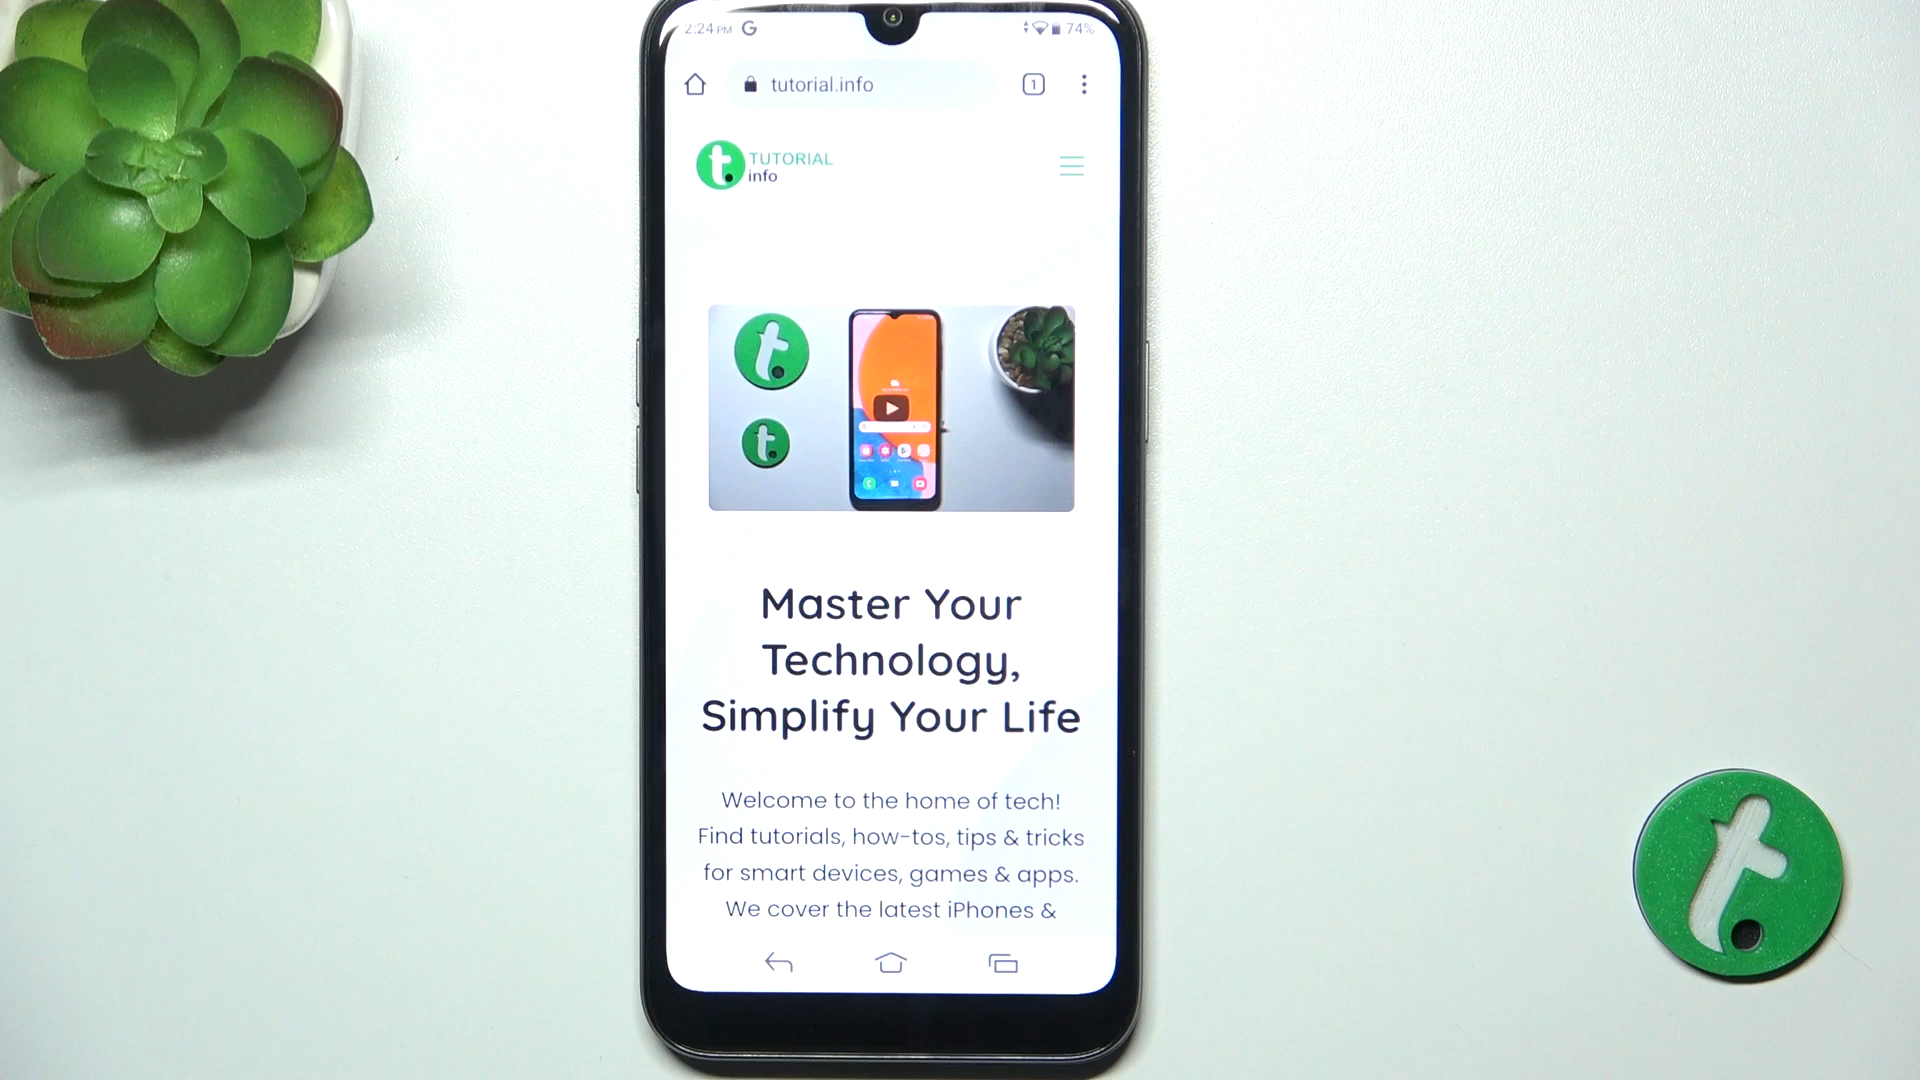 2:24 PM G 74%
tutorial.info 1
t. TUTORIAL
info
t.
t.
Master Your
Technology,
Simplify Your Life
Welcome to the home of tech!
Find tutorials, how-tos, tips & tricks
for smart devices, games & apps.
We cover the latest iPhones &
t.